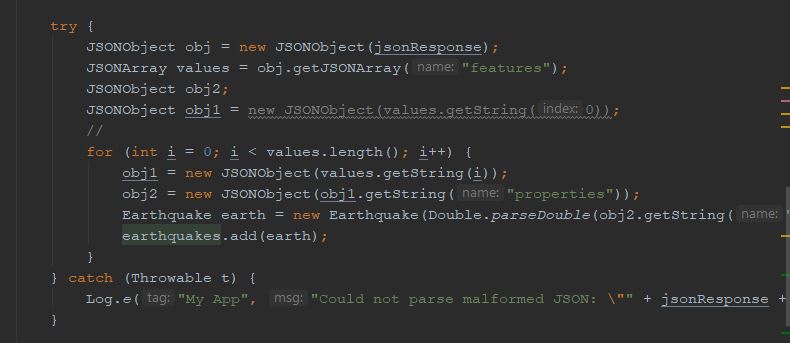 try {
JSONObject obj = new JSONObject(jsonResponse);
JSONArray values = obj.getJSONArray( name: "features");
JSONObject obj2;
JSONObject obj1 = new JSONObject(values.getString( index: 0));
//
for (int i = 0; i < values.length(); i++) {
obj1 = new JSONObject(values.getString(i));
obj2 = new JSONObject(obj1.getString( name: "properties"));
Earthquake earth = new Earthquake(Double.parseDouble(obj2.getString( name: "
earthquakes.add(earth);
}
} catch (Throwable t) {
Log.e( tag: "My App", msg: "Could not parse malformed JSON: \"" + jsonResponse +
}